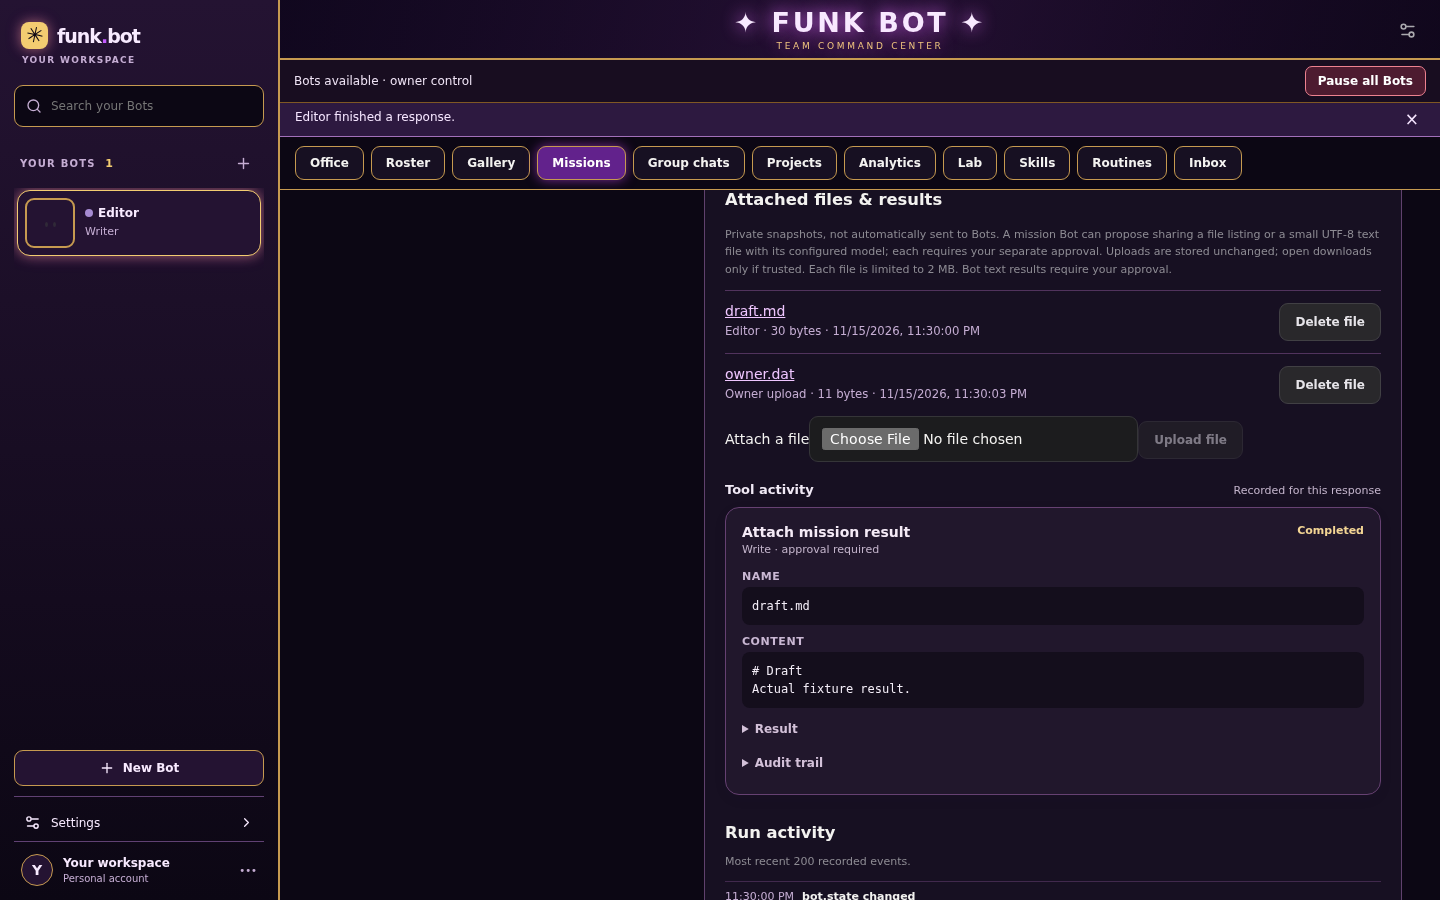 funk.bot
YOUR WORKSPACE
Search your Bots
YOUR BOTS 1
Editor
Writer
New Bot
Settings
Y
Your workspace
Personal account
✦ FUNK BOT ✦
TEAM COMMAND CENTER
Bots available · owner control
Pause all Bots
Editor finished a response.
Office
Roster
Gallery
Missions
Group chats
Projects
Analytics
Lab
Skills
Routines
Inbox
Attached files & results
Private snapshots, not automatically sent to Bots. A mission Bot can propose sharing a file listing or a small UTF-8 text
file with its configured model; each requires your separate approval. Uploads are stored unchanged; open downloads
only if trusted. Each file is limited to 2 MB. Bot text results require your approval.
draft.md
Editor · 30 bytes · 11/15/2026, 11:30:00 PM
Delete file
owner.dat
Owner upload · 11 bytes · 11/15/2026, 11:30:03 PM
Delete file
Attach a file Choose File No file chosen Upload file
Tool activity
Recorded for this response
Attach mission result
Completed
Write · approval required
NAME
draft.md
CONTENT
# Draft
Actual fixture result.
Result
Audit trail
Run activity
Most recent 200 recorded events.
11:30:00 PM bot.state changed